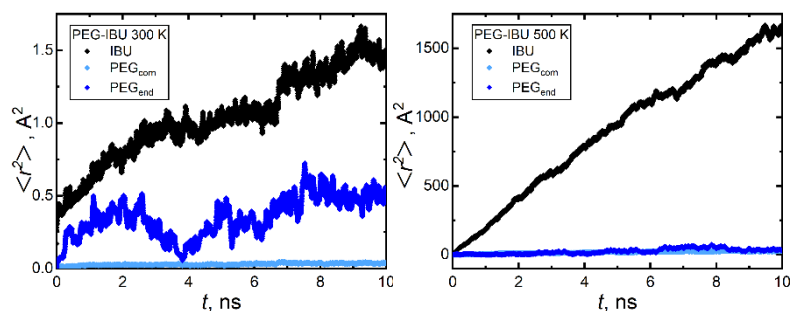 PEG-IBU 300 K
IBU
PEGcom
PEGend
<r²>, A²
1.5
1.0
0.5
0.0
0 2 4 6 8 10
t, ns
PEG-IBU 500 K
IBU
PEGcom
PEGend
<r²>, A²
1500
1000
500
0
0 2 4 6 8 10
t, ns